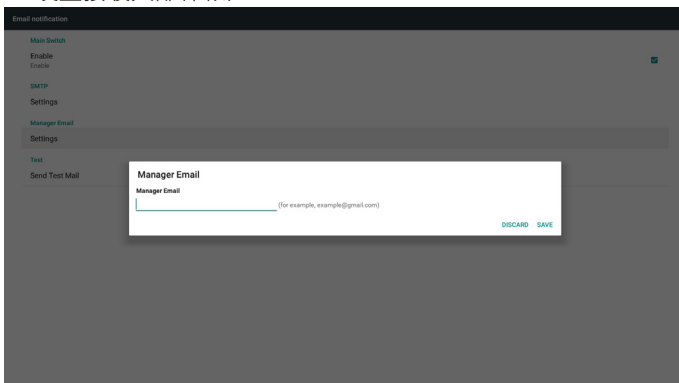 Email notification
Main Switch
Enable
Enable
SMTP
Settings
Manager Email
Settings
Test
Send Test Mail
Manager Email
Manager Email
(for example, example@gmail.com)
DISCARD SAVE